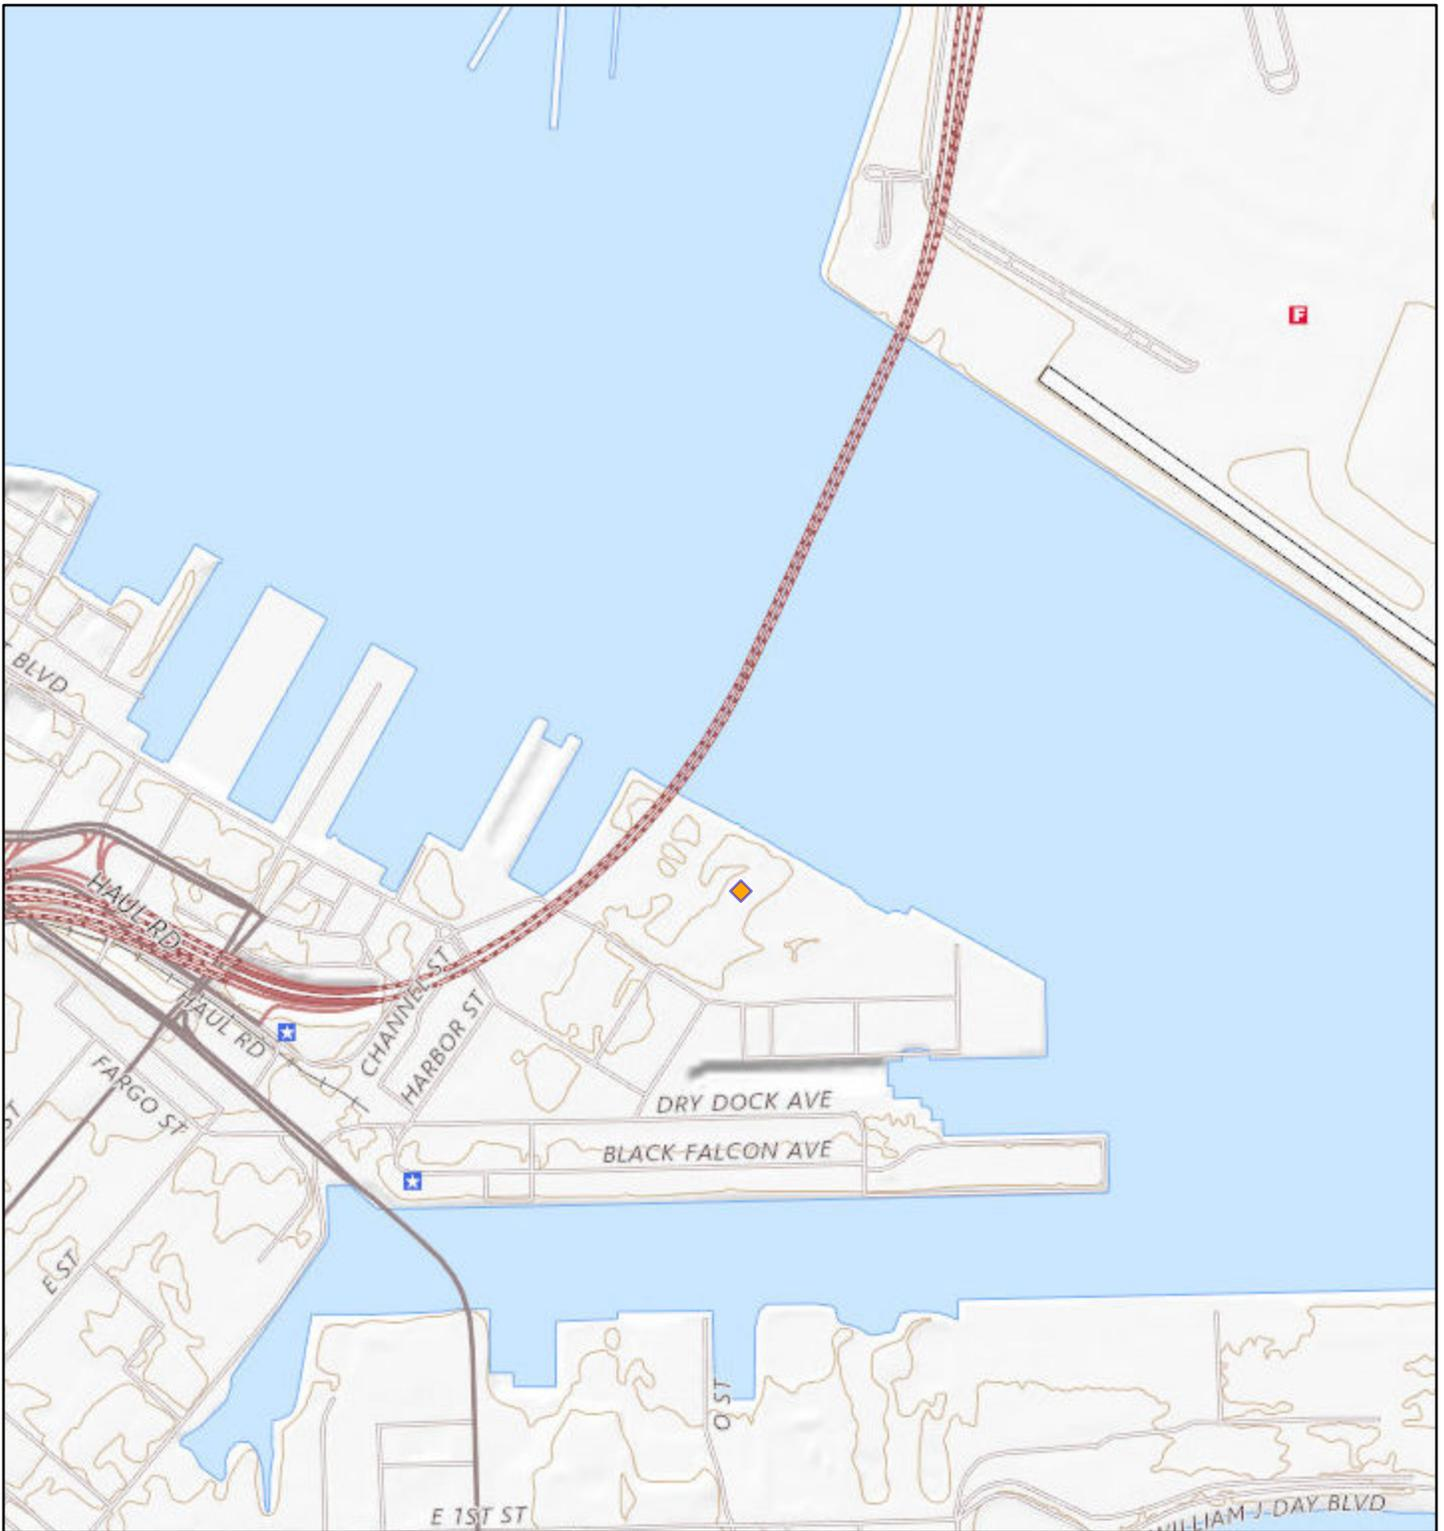 F
T BLVD
HAUL RD
CHANNEL ST
HAUL RD
HARBOR ST
FARGO ST
ST
DRY DOCK AVE
BLACK FALCON AVE
E ST
O ST
E 1ST ST
WILLIAM J DAY BLVD